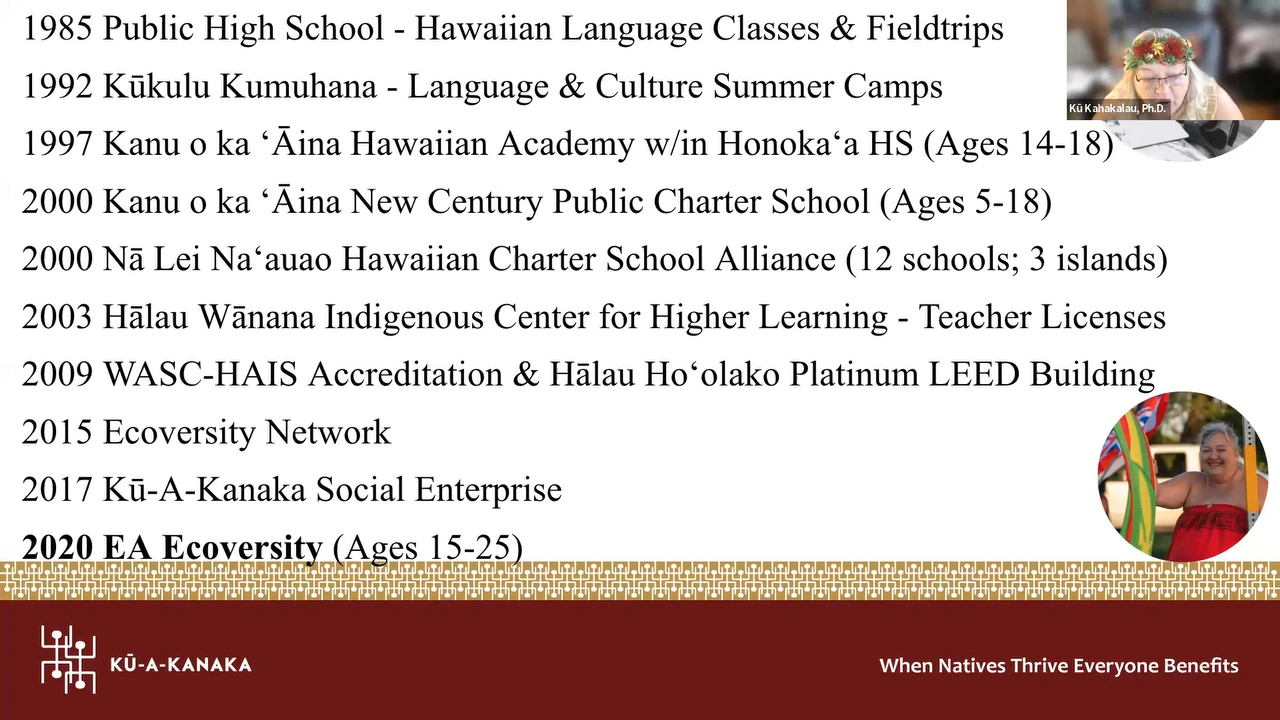 1985 Public High School - Hawaiian Language Classes & Fieldtrips
1992 Kūkulu Kumuhana - Language & Culture Summer Camps
Kū Kahakalau, Ph.D.
1997 Kanu o ka ʻĀina Hawaiian Academy w/in Honokaʻa HS (Ages 14-18)
2000 Kanu o ka ʻĀina New Century Public Charter School (Ages 5-18)
2000 Nā Lei Naʻauao Hawaiian Charter School Alliance (12 schools; 3 islands)
2003 Hālau Wānana Indigenous Center for Higher Learning - Teacher Licenses
2009 WASC-HAIS Accreditation & Hālau Hoʻolako Platinum LEED Building
2015 Ecoversity Network
2017 Kū-A-Kanaka Social Enterprise
2020 EA Ecoversity (Ages 15-25)
KŪ-A-KANAKA
When Natives Thrive Everyone Benefits